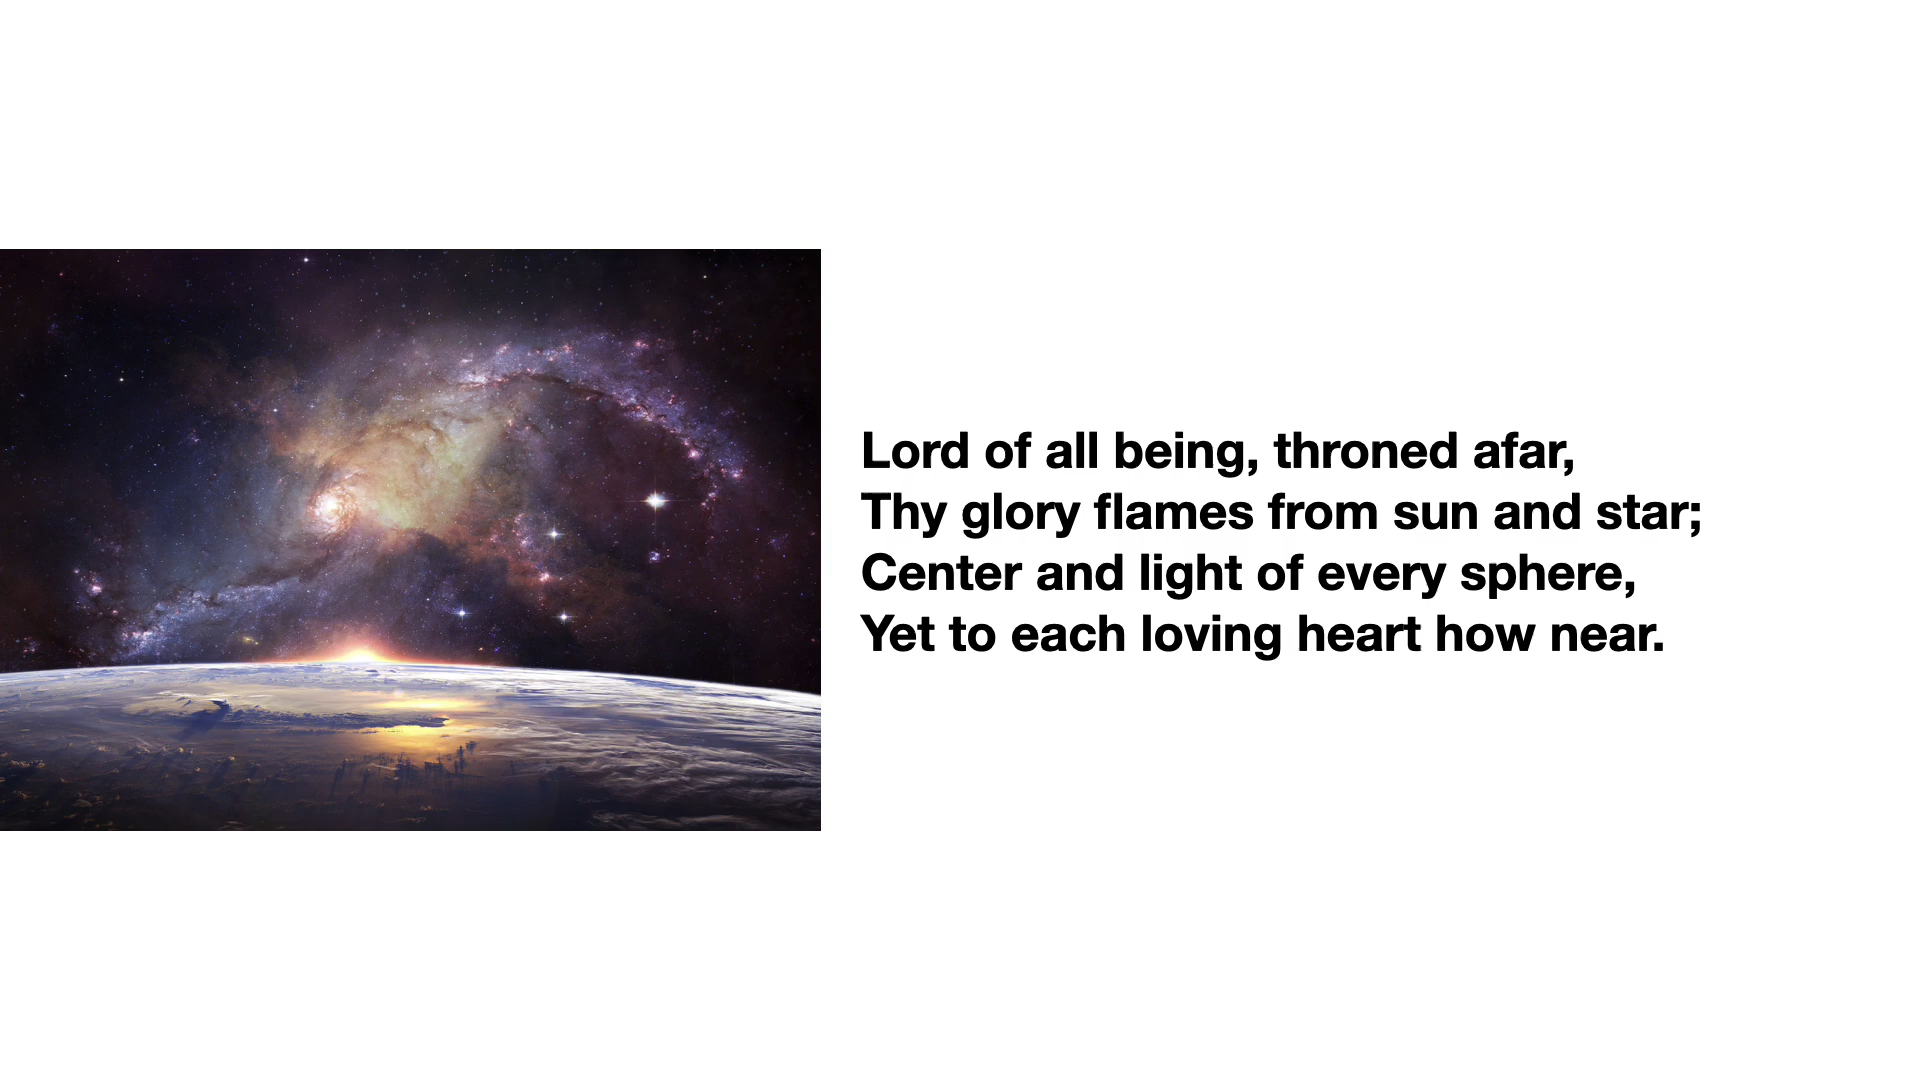 Lord of all being, throned afar,
Thy glory flames from sun and star;
Center and light of every sphere,
Yet to each loving heart how near.